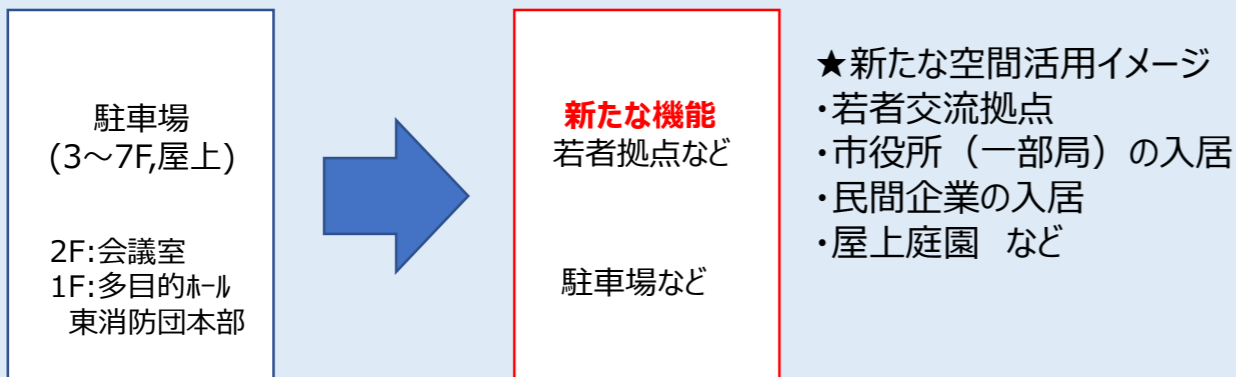 駐車場
(3～7F,屋上)
2F:会議室
1F:多目的ﾎｰﾙ
東消防団本部
新たな機能
若者拠点など
駐車場など
★新たな空間活用イメージ
・若者交流拠点
・市役所（一部局）の入居
・民間企業の入居
・屋上庭園　など